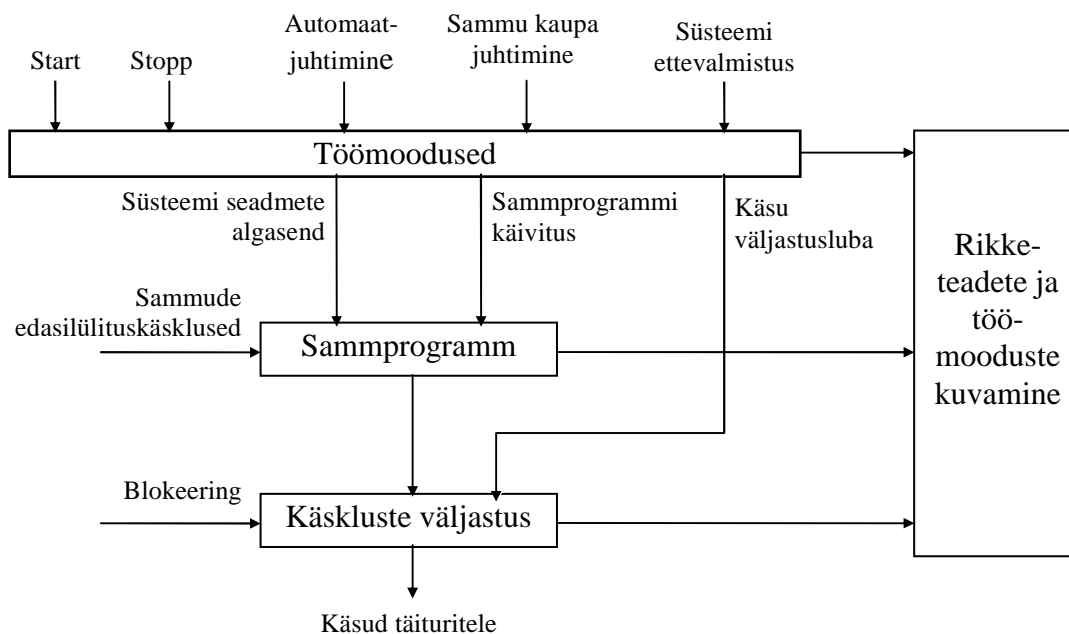 Automaat-
juhtimine
Sammu kaupa
juhtimine
Süsteemi
ettevalmistus
Start
Stopp
Töömoodused
Süsteemi seadmete
algasend
Sammprogrammi
käivitus
Käsu
väljastusluba
Rikke-
teadete ja
töö-
mooduste
kuvamine
Sammude
edasilülituskäsklused
Sammprogramm
Blokeering
Käskluste väljastus
Käsud täituritele